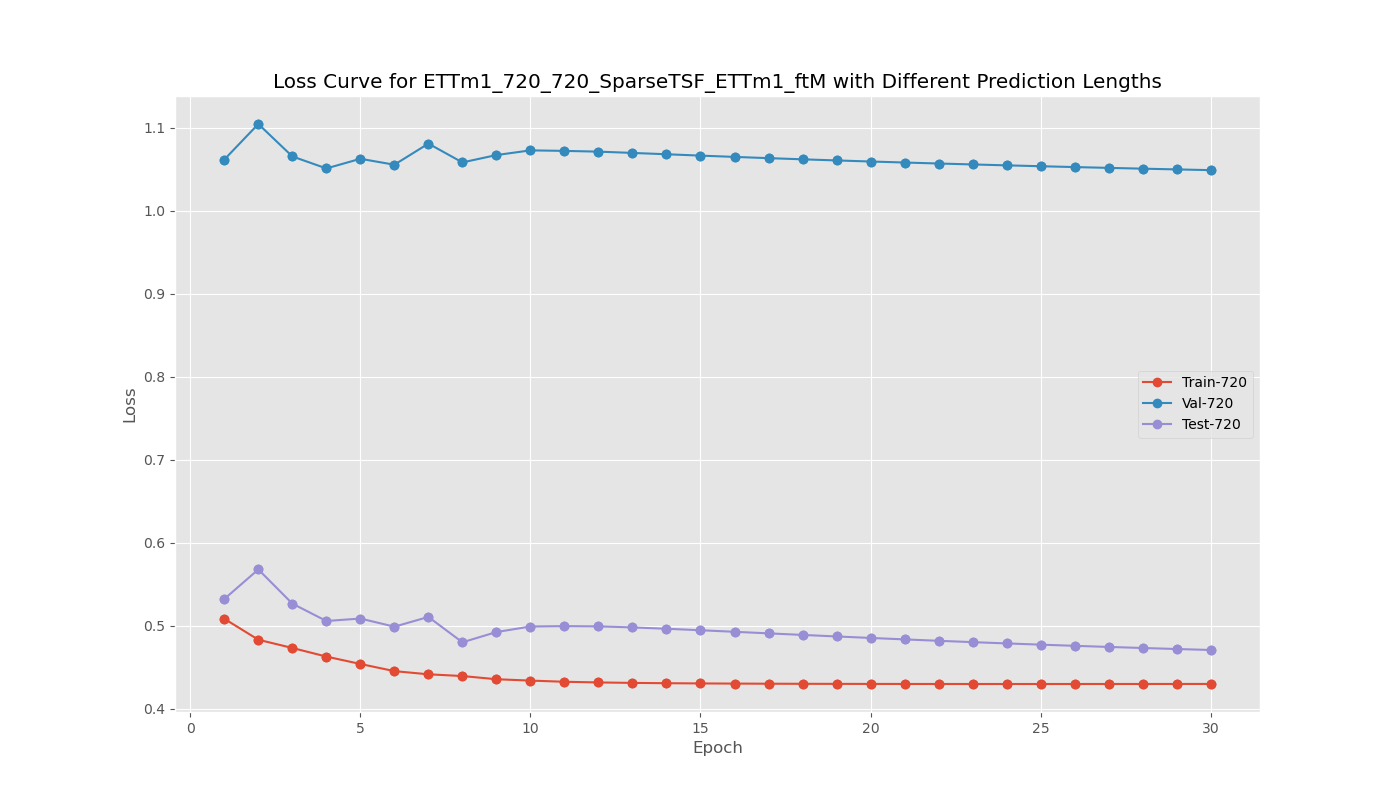 Loss Curve for ETTm1_720_720_SparseTSF_ETTm1_ftM with Different Prediction Lengths
1.1
1.0
0.9
0.8
0.7
0.6
0.5
0.4
Loss
Train-720
Val-720
Test-720
0 5 10 15 20 25 30
Epoch